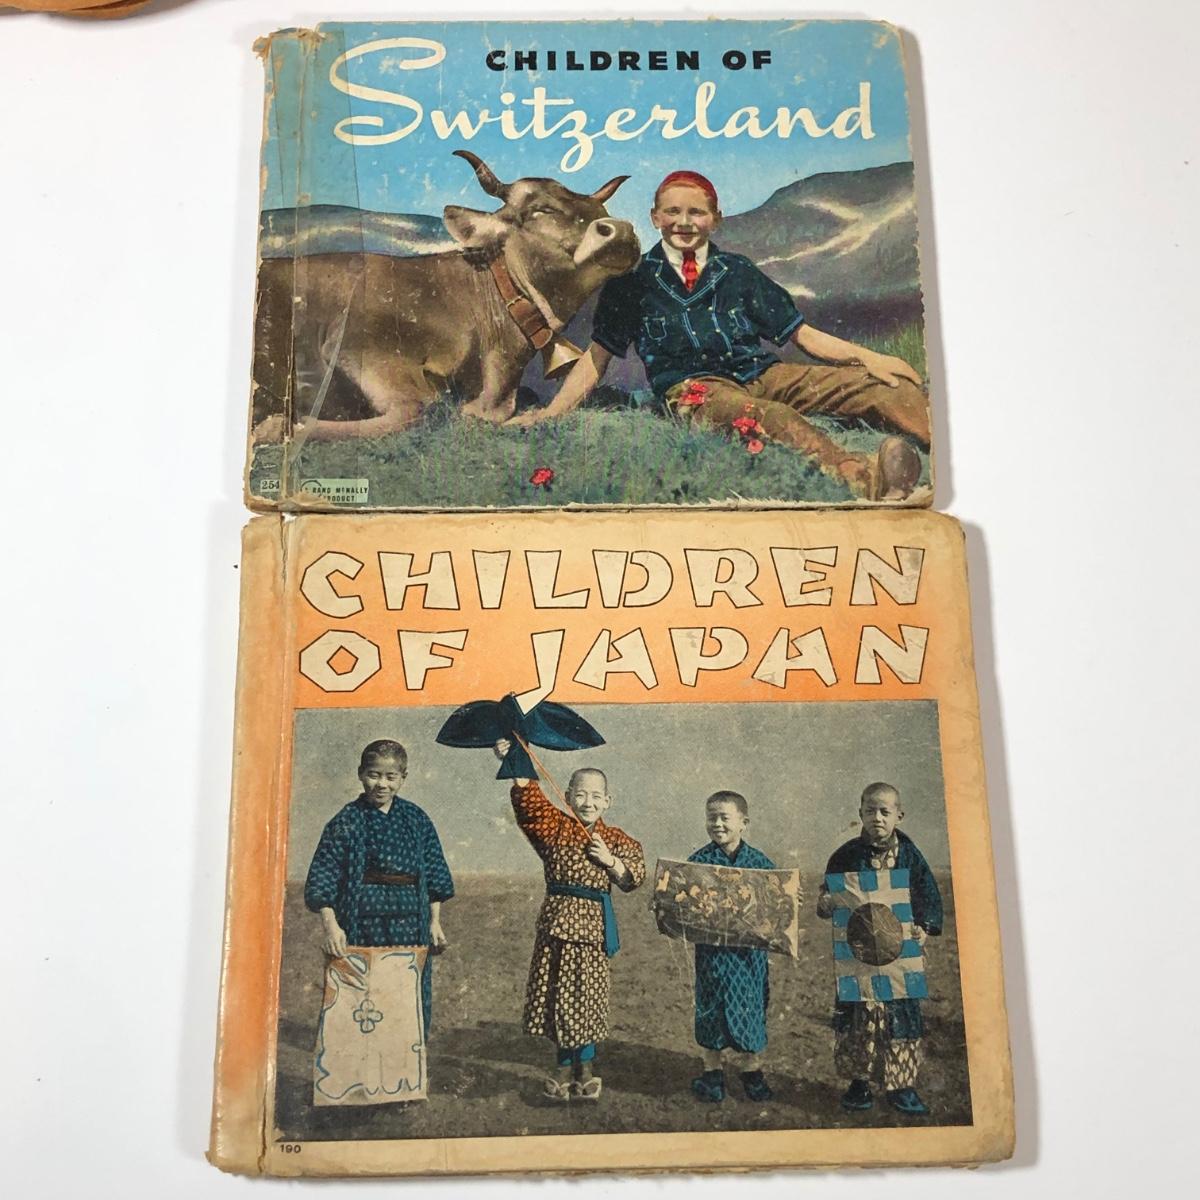 CHILDREN OF
Switzerland
254
RAND MCNALLY
PRODUCT
CHILDREN
OF JAPAN
190